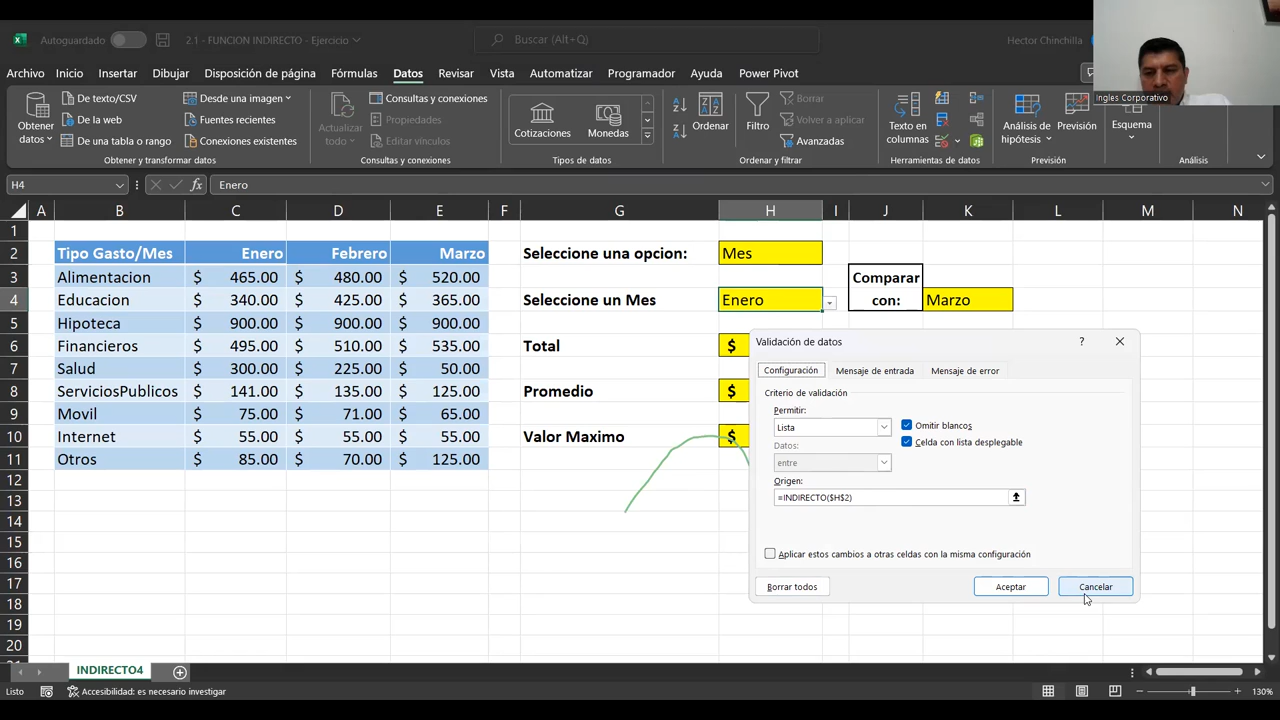 Autoguardado
2.1 - FUNCION INDIRECTO - Ejercicio
Buscar (Alt+Q)
Hector Chinchilla
Ingles Corporativo
Archivo Inicio Insertar Dibujar Disposición de página Fórmulas Datos Revisar Vista Automatizar Programador Ayuda Power Pivot
Obtener datos
De texto/CSV
De la web
De una tabla o rango
Desde una imagen
Fuentes recientes
Conexiones existentes
Obtener y transformar datos
Actualizar todo
Consultas y conexiones
Propiedades
Editar vínculos
Consultas y conexiones
Cotizaciones
Monedas
Tipos de datos
Ordenar
Filtro
Borrar
Volver a aplicar
Avanzadas
Ordenar y filtrar
Texto en columnas
Herramientas de datos
Análisis de hipótesis
Previsión
Previsión
Esquema
Análisis
H4
fx
Enero
A B C D E F G H I J K L M N
1
2 Tipo Gasto/Mes Enero Febrero Marzo Seleccione una opcion: Mes
3 Alimentacion $ 465.00 $ 480.00 $ 520.00 Comparar
4 Educacion $ 340.00 $ 425.00 $ 365.00 Seleccione un Mes Enero con: Marzo
5 Hipoteca $ 900.00 $ 900.00 $ 900.00
6 Financieros $ 495.00 $ 510.00 $ 535.00 Total $
7 Salud $ 300.00 $ 225.00 $ 50.00
8 ServiciosPublicos $ 141.00 $ 135.00 $ 125.00 Promedio $
9 Movil $ 75.00 $ 71.00 $ 65.00
10 Internet $ 55.00 $ 55.00 $ 55.00 Valor Maximo $
11 Otros $ 85.00 $ 70.00 $ 125.00
12
13
14
15
16
17
18
19
20
Validación de datos ?
Configuración Mensaje de entrada Mensaje de error
Criterio de validación
Permitir:
Lista Omitir blancos
Datos: Celda con lista desplegable
entre
Origen:
=INDIRECTO($H$2)
Aplicar estos cambios a otras celdas con la misma configuración
Borrar todos Aceptar Cancelar
INDIRECTO4
Listo Accesibilidad: es necesario investigar 130%